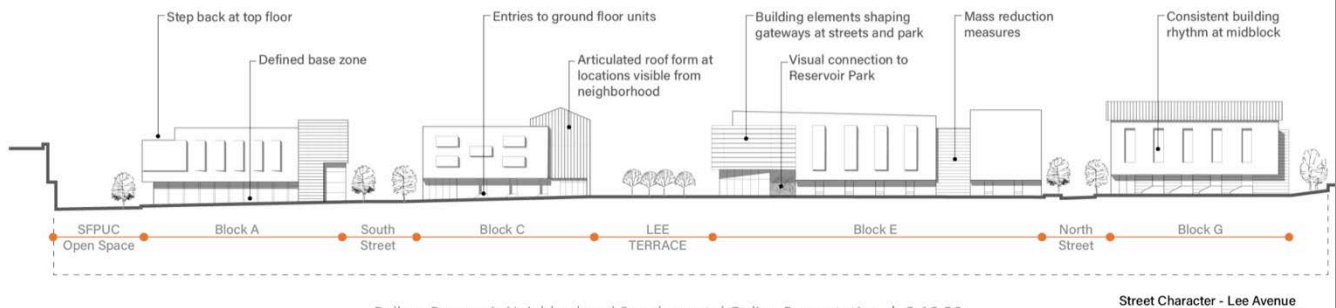 Step back at top floor
Defined base zone
Entries to ground floor units
Articulated roof form at
locations visible from
neighborhood
Building elements shaping
gateways at streets and park
Visual connection to
Reservoir Park
Mass reduction
measures
Consistent building
rhythm at midblock
SFPUC
Open Space
Block A
South
Street
Block C
LEE
TERRACE
Block E
North
Street
Block G
Street Character - Lee Avenue